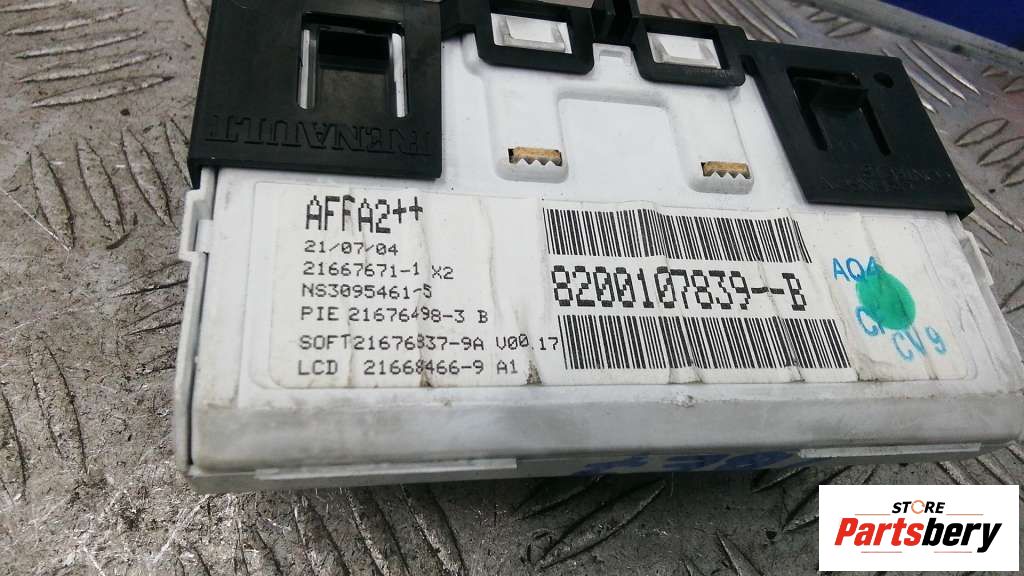 RENAULT
AFFA2++
21/07/04
21667671-1 X2
NS3095461-5
PIE 21676498-3 B
SOFT21676837-9A V00.17
LCD 21668466-9 A1
8200107839--B
CV9
STORE
Partsbery